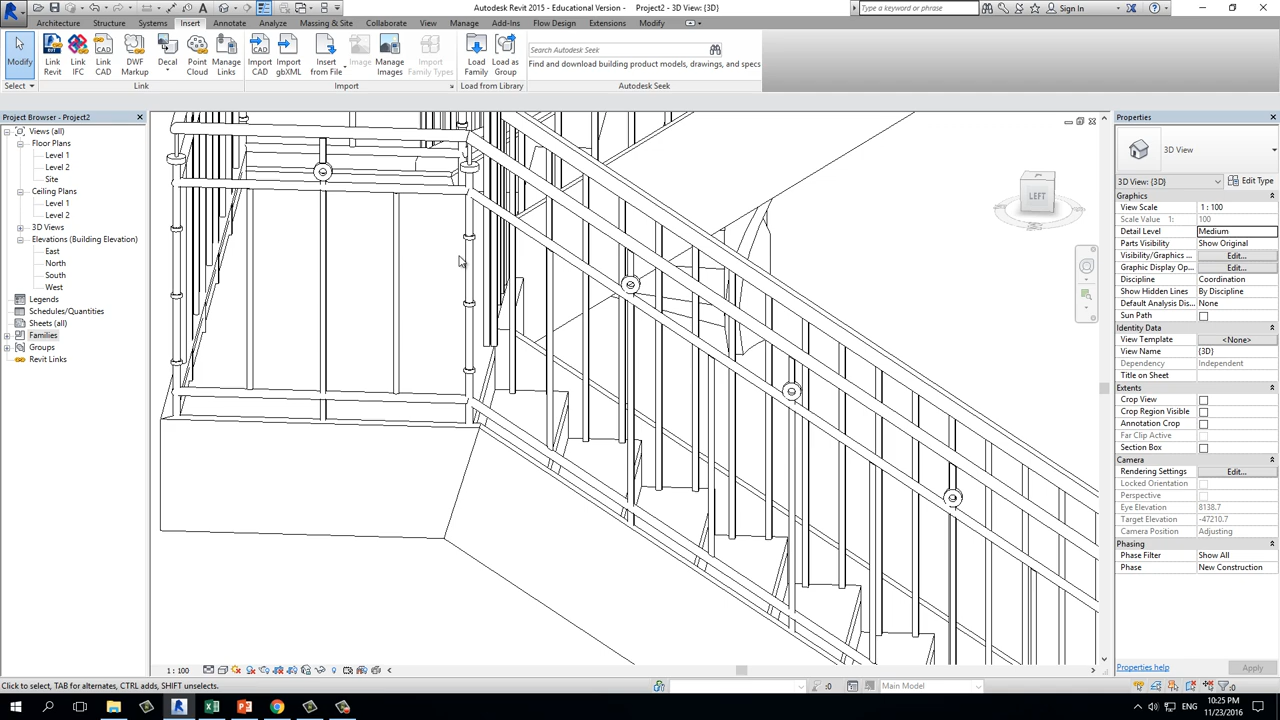 Autodesk Revit 2015 - Educational Version - Project2 - 3D View: {3D}
Type a keyword or phrase
Sign In
Architecture Structure Systems Insert Annotate Analyze Massing & Site Collaborate View Manage Add-Ins Flow Design Extensions Modify
Modify
Link Revit
Link IFC
Link CAD
DWF Markup
Decal
Point Cloud
Manage Links
Import CAD
Import gbXML
Insert from File
Image
Manage Images
Import Family Types
Load Family
Load as Group
Search Autodesk Seek
Find and download building product models, drawings, and specs
Select Link Import Load from Library Autodesk Seek
Project Browser - Project2
Views (all)
Floor Plans
Level 1
Level 2
Site
Ceiling Plans
Level 1
Level 2
3D Views
Elevations (Building Elevation)
East
North
South
West
Legends
Schedules/Quantities
Sheets (all)
Families
Groups
Revit Links
LEFT
Properties
3D View
3D View: {3D} Edit Type
Graphics
View Scale 1 : 100
Scale Value 1: 100
Detail Level Medium
Parts Visibility Show Original
Visibility/Graphics ... Edit...
Graphic Display Op... Edit...
Discipline Coordination
Show Hidden Lines By Discipline
Default Analysis Dis... None
Sun Path
Identity Data
View Template <None>
View Name {3D}
Dependency Independent
Title on Sheet
Extents
Crop View
Crop Region Visible
Annotation Crop
Far Clip Active
Section Box
Camera
Rendering Settings Edit...
Locked Orientation
Perspective
Eye Elevation 8138.7
Target Elevation -47210.7
Camera Position Adjusting
Phasing
Phase Filter Show All
Phase New Construction
Properties help Apply
1 : 100
Click to select, TAB for alternates, CTRL adds, SHIFT unselects.
:0
Main Model
:0
ENG
10:25 PM
11/23/2016